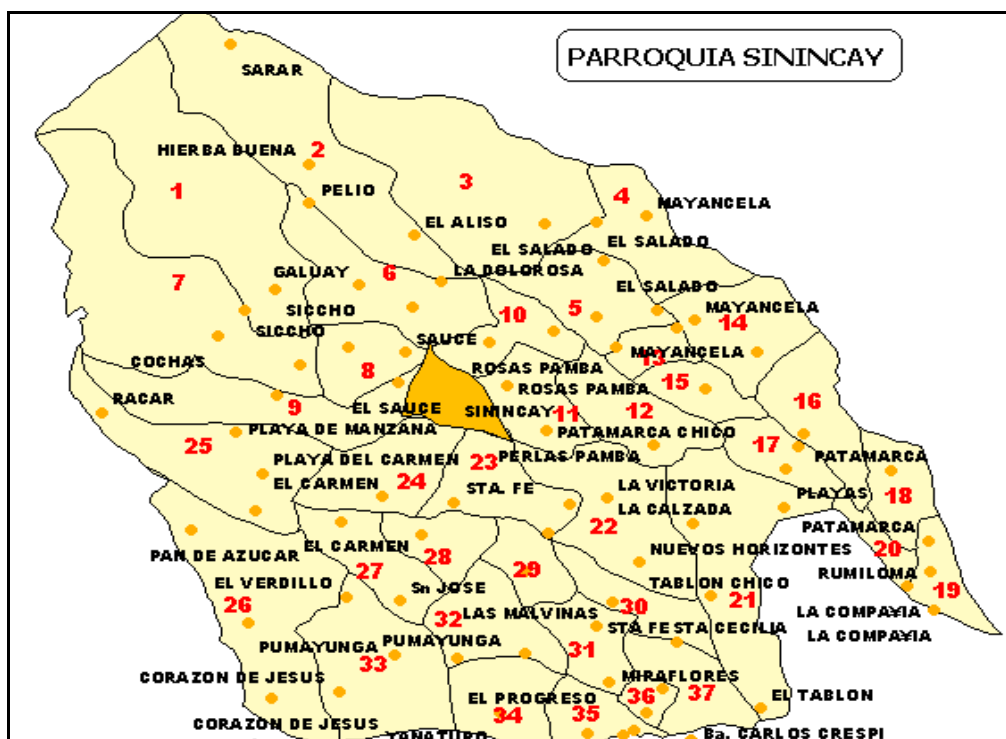 PARROQUIA SININCAY
SARAR
HIERBA BUENA
2
1
PELIO
3
4
MAYANCELA
EL ALISO
EL SALADO
EL SALADO
7
GALUAY
6
LA DOLOROSA
EL SALADO
SICCHO
10
5
MAYANCELA
14
SICCHO
SAUCE
COCHAS
8
ROSAS PAMBA
MAYANCELA
13
15
ROSAS PAMBA
RACAR
9
EL SAUCE
SININCAY
11
12
16
25
PLAYA DE MANZANA
PATAMARCA CHICO
17
PLAYA DEL CARMEN
23
PERLAS PAMBA
PATAMARCA
EL CARMEN
24
STA. FE
LA VICTORIA
PLAYAS
18
LA CALZADA
22
PATAMARCA
PAN DE AZUCAR
EL CARMEN
28
NUEVOS HORIZONTES
20
EL VERDILLO
27
Sn JOSE
29
TABLON CHICO
RUMILOMA
26
32
LAS MALVINAS
30
21
19
LA COMPAYIA
STA FE
STA CECILIA
LA COMPAYIA
PUMAYUNGA
PUMAYUNGA
33
31
CORAZON DE JESUS
MIRAFLORES
EL PROGRESO
36
37
EL TABLON
CORAZON DE JESUS
34
35
YANATURO
Ba. CARLOS CRESPI